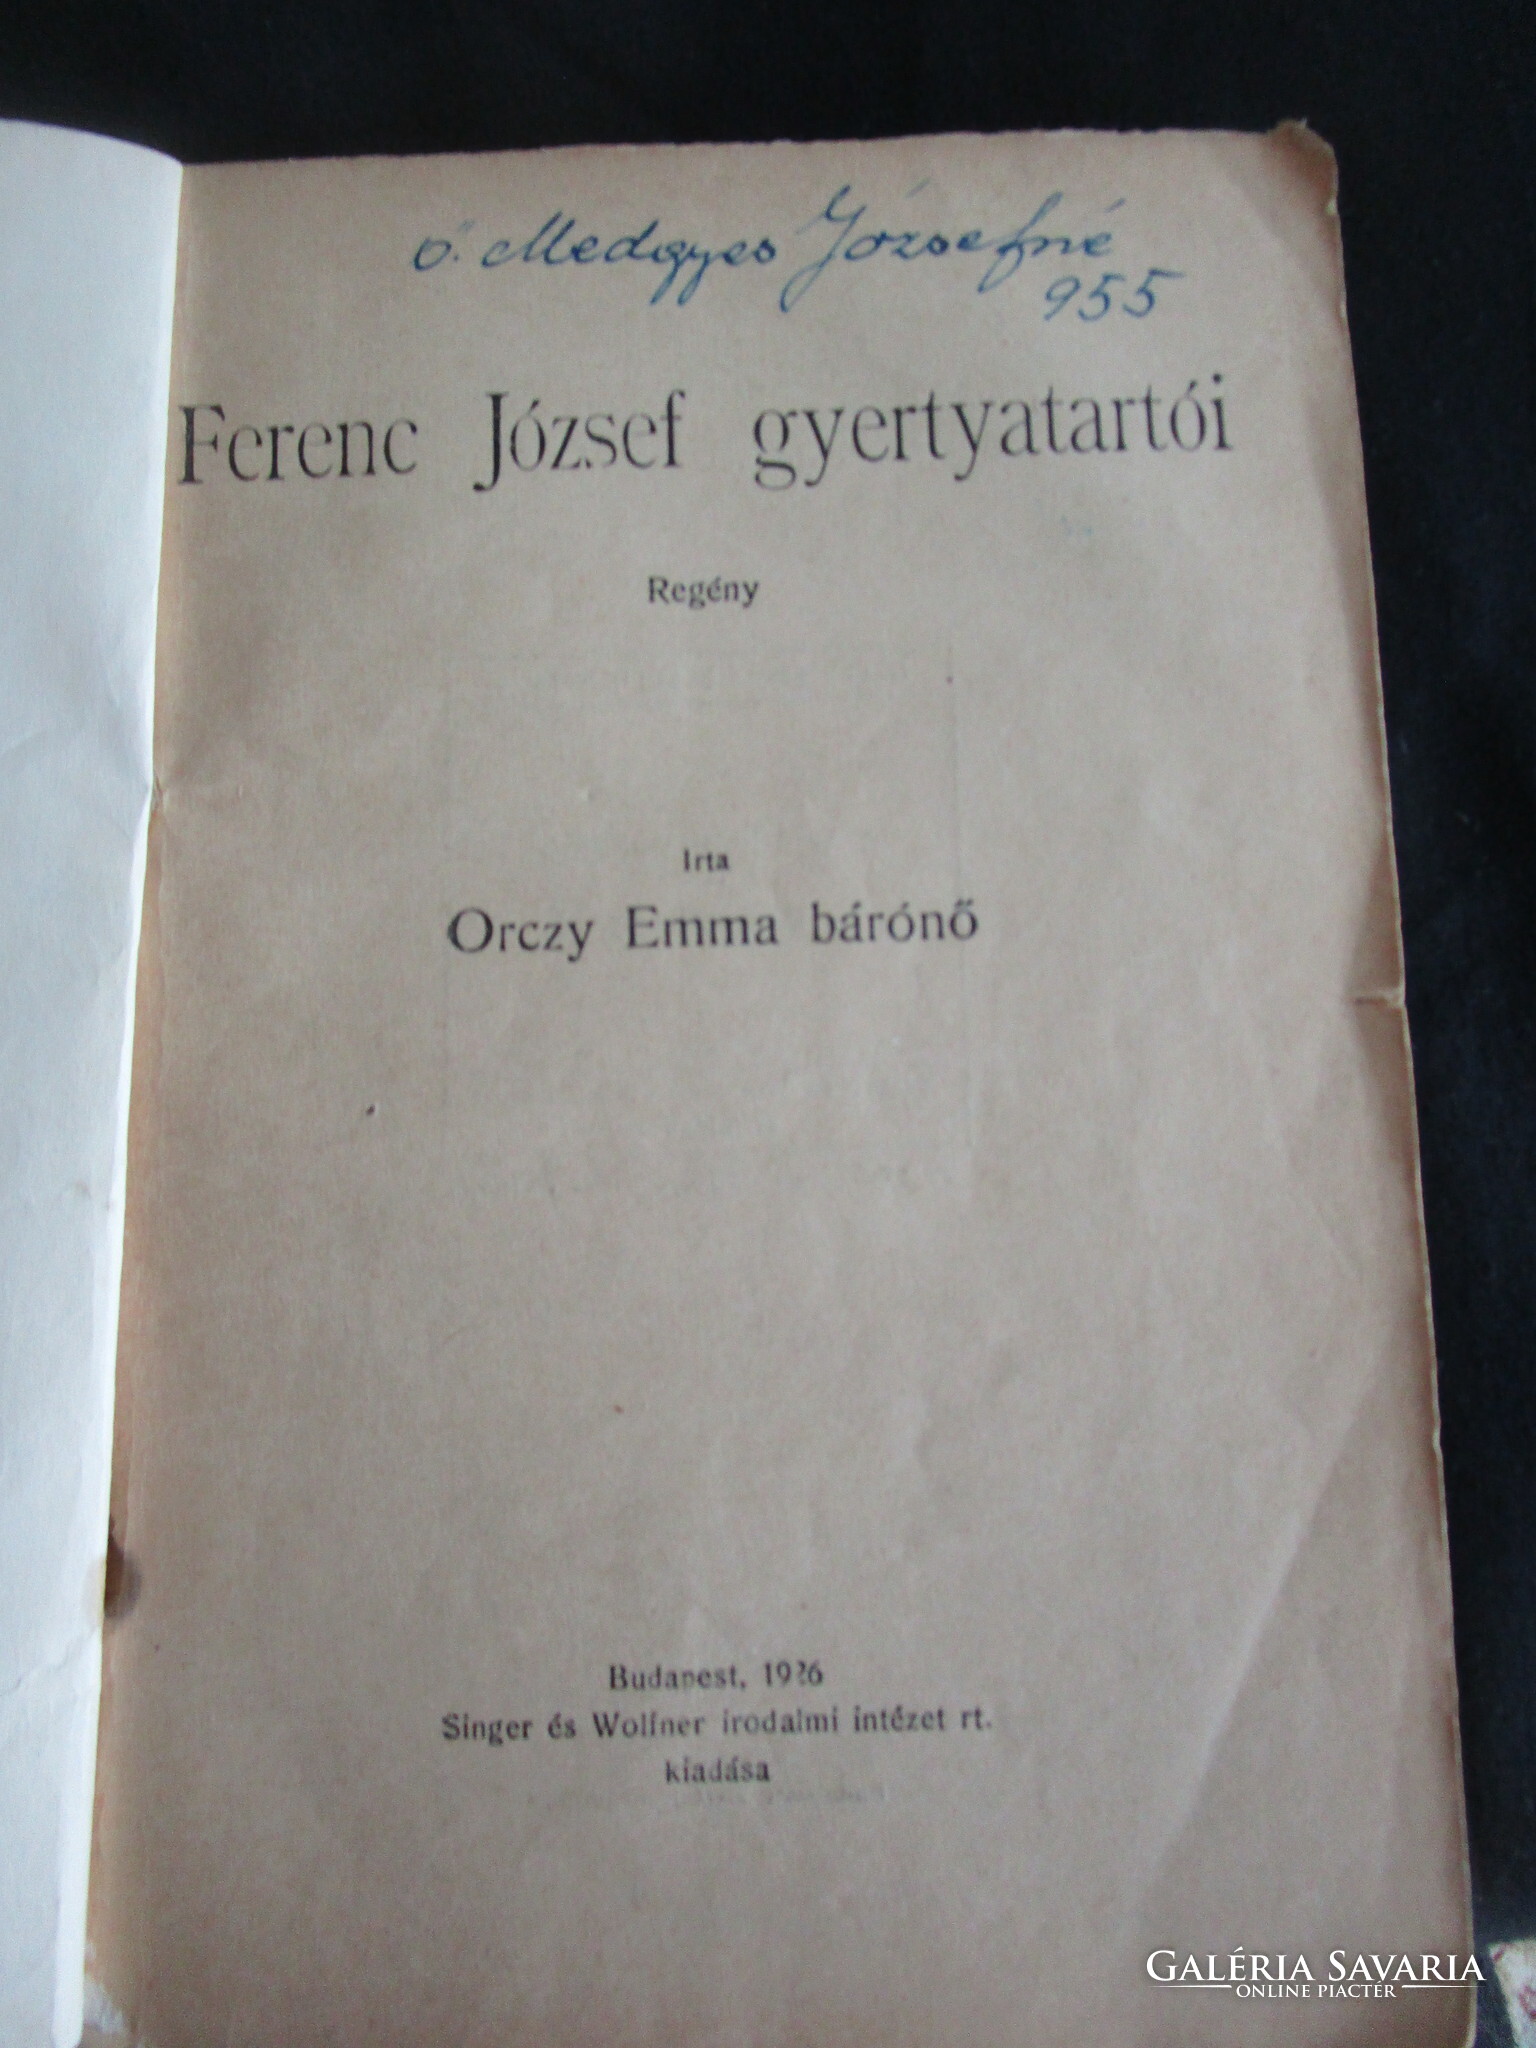 Ő. Medgyes Józsefné
955
Ferenc József gyertyatartói
Regény
Irta
Orczy Emma bárónő
Budapest, 1926
Singer és Wolfner irodalmi intézet rt.
kiadása
GALÉRIA SAVARIA
ONLINE PIACTÉR